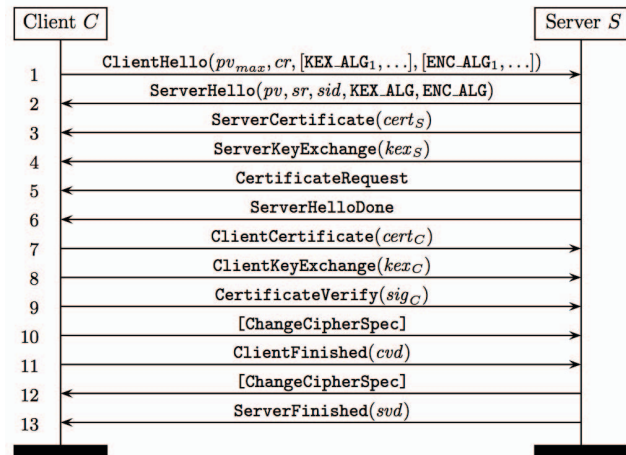 Client C Server S
ClientHello(pv_max, cr, [KEX_ALG₁, ...], [ENC_ALG₁, ...])
1
ServerHello(pv, sr, sid, KEX_ALG, ENC_ALG)
2
ServerCertificate(cert_S)
3
ServerKeyExchange(kex_S)
4
CertificateRequest
5
ServerHelloDone
6
ClientCertificate(cert_C)
7
ClientKeyExchange(kex_C)
8
CertificateVerify(sig_C)
9
[ChangeCipherSpec]
10
ClientFinished(cvd)
11
[ChangeCipherSpec]
12
ServerFinished(svd)
13